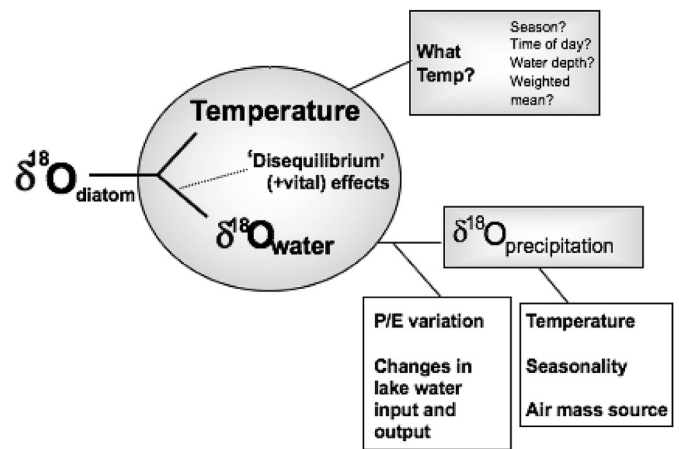 What
Temp?
Season?
Time of day?
Water depth?
Weighted
mean?
Temperature
'Disequilibrium'
(+vital) effects
δ¹⁸Odiatom
δ¹⁸Owater
δ¹⁸Oprecipitation
P/E variation
Changes in
lake water
input and
output
Temperature
Seasonality
Air mass source